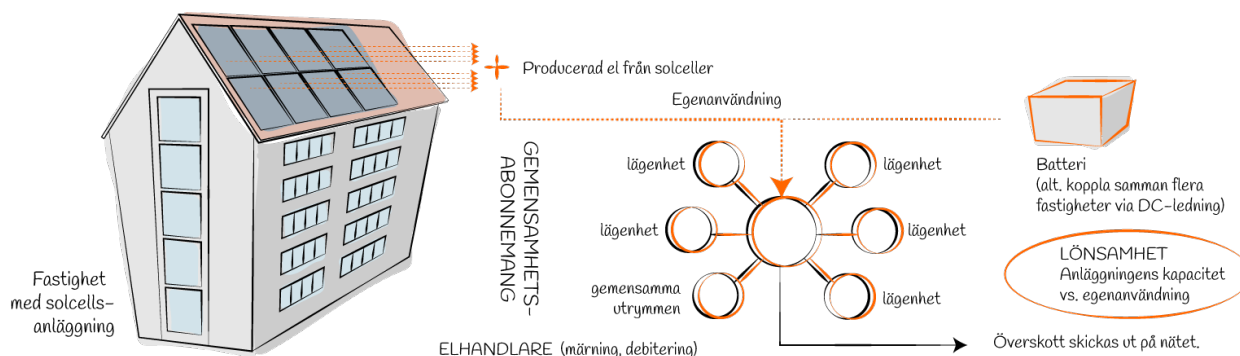 Producerad el från solceller
Egenanvändning
GEMENSAMHETS-
ABONNEMANG
lägenhet
lägenhet
lägenhet
lägenhet
gemensamma
utrymmen
lägenhet
Batteri
(alt. koppla samman flera
fastigheter via DC-ledning)
LÖNSAMHET
Anläggningens kapacitet
vs. egenanvändning
Fastighet
med solcells-
anläggning
ELHANDLARE (märning, debitering)
Överskott skickas ut på nätet.